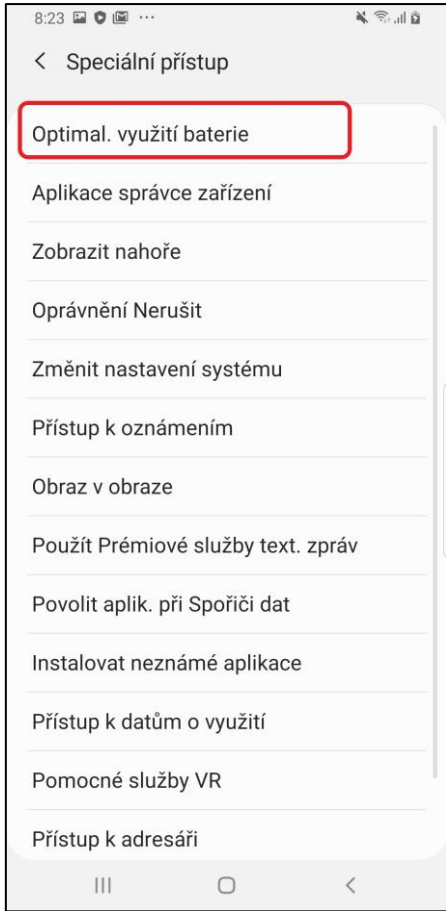 8:23
Speciální přístup
Optimal. využití baterie
Aplikace správce zařízení
Zobrazit nahoře
Oprávnění Nerušit
Změnit nastavení systému
Přístup k oznámením
Obraz v obraze
Použít Prémiové služby text. zpráv
Povolit aplik. při Spořiči dat
Instalovat neznámé aplikace
Přístup k datům o využití
Pomocné služby VR
Přístup k adresáři